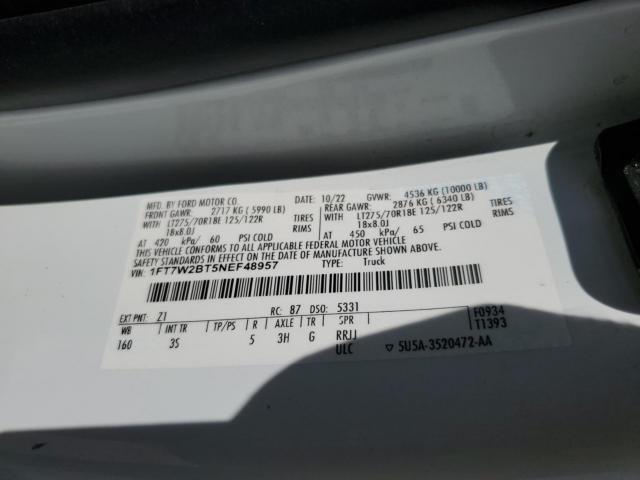 MFD. BY FORD MOTOR CO. 10/22 GVWR: 4536 KG (10000 LB)
FRONT GAWR: 2717 KG (5990 LB) REAR GAWR: 2876 KG (6340 LB)
WITH LT275/70R18E 125/122R TIRES WITH LT275/70R18E 125/122R TIRES
18x8.0J RIMS 18x8.0J RIMS
AT 420 kPa/ 60 PSI COLD AT 450 kPa/ 65 PSI COLD
THIS VEHICLE CONFORMS TO ALL APPLICABLE FEDERAL MOTOR VEHICLE
SAFETY STANDARDS IN EFFECT ON THE DATE OF MANUFACTURE SHOWN ABOVE.
VIN: 1FT7W2BT5NEF48957 TYPE: Truck
EXT PNT: Z1 RC: 87 DSO: 5331
WB INT TR TP/PS R AXLE TR SPR
160 3S 5 3H G RRJJ
ULC
F0934
T1393
▽ 5U5A-3520472-AA